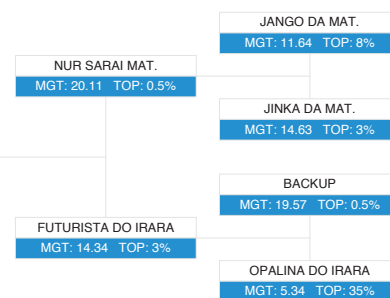 JANGO DA MAT.
MGT: 11.64 TOP: 8%
NUR SARAI MAT.
MGT: 20.11 TOP: 0.5%
JINKA DA MAT.
MGT: 14.63 TOP: 3%
BACKUP
MGT: 19.57 TOP: 0.5%
FUTURISTA DO IRARA
MGT: 14.34 TOP: 3%
OPALINA DO IRARA
MGT: 5.34 TOP: 35%